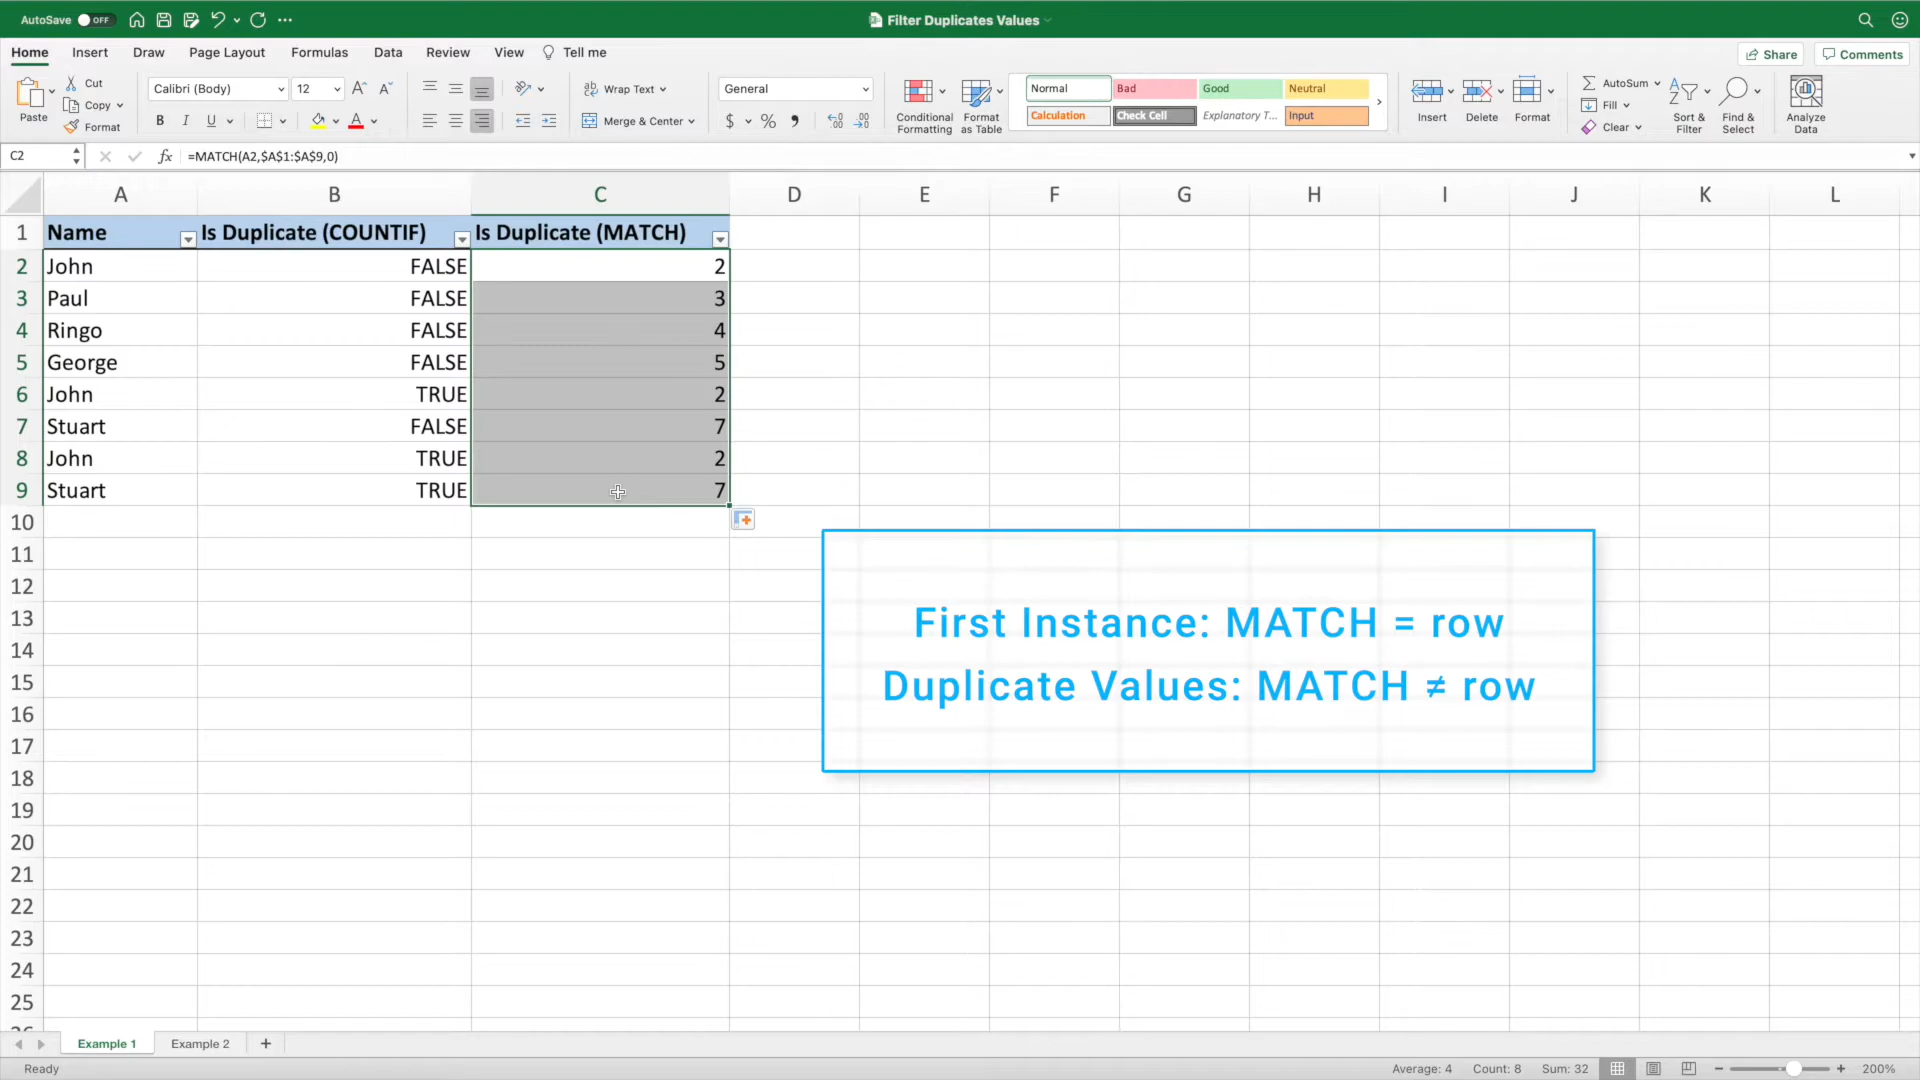 AutoSave OFF
Filter Duplicates Values
Home Insert Draw Page Layout Formulas Data Review View Tell me
Share Comments
Paste
Cut
Copy
Format
Calibri (Body) 12
B I U
Wrap Text
Merge & Center
General
$ %
Conditional Formatting
Format as Table
Normal Bad Good Neutral
Calculation Check Cell Explanatory T... Input
Insert Delete Format
AutoSum
Fill
Clear
Sort & Filter
Find & Select
Analyze Data
C2 fx =MATCH(A2,$A$1:$A$9,0)
A B C D E F G H I J K L
1 Name Is Duplicate (COUNTIF) Is Duplicate (MATCH)
2 John FALSE 2
3 Paul FALSE 3
4 Ringo FALSE 4
5 George FALSE 5
6 John TRUE 2
7 Stuart FALSE 7
8 John TRUE 2
9 Stuart TRUE 7
10
11
12
13
14
15
16
17
18
19
20
21
22
23
24
25
First Instance: MATCH = row
Duplicate Values: MATCH ≠ row
Example 1 Example 2 +
Ready
Average: 4 Count: 8 Sum: 32
200%